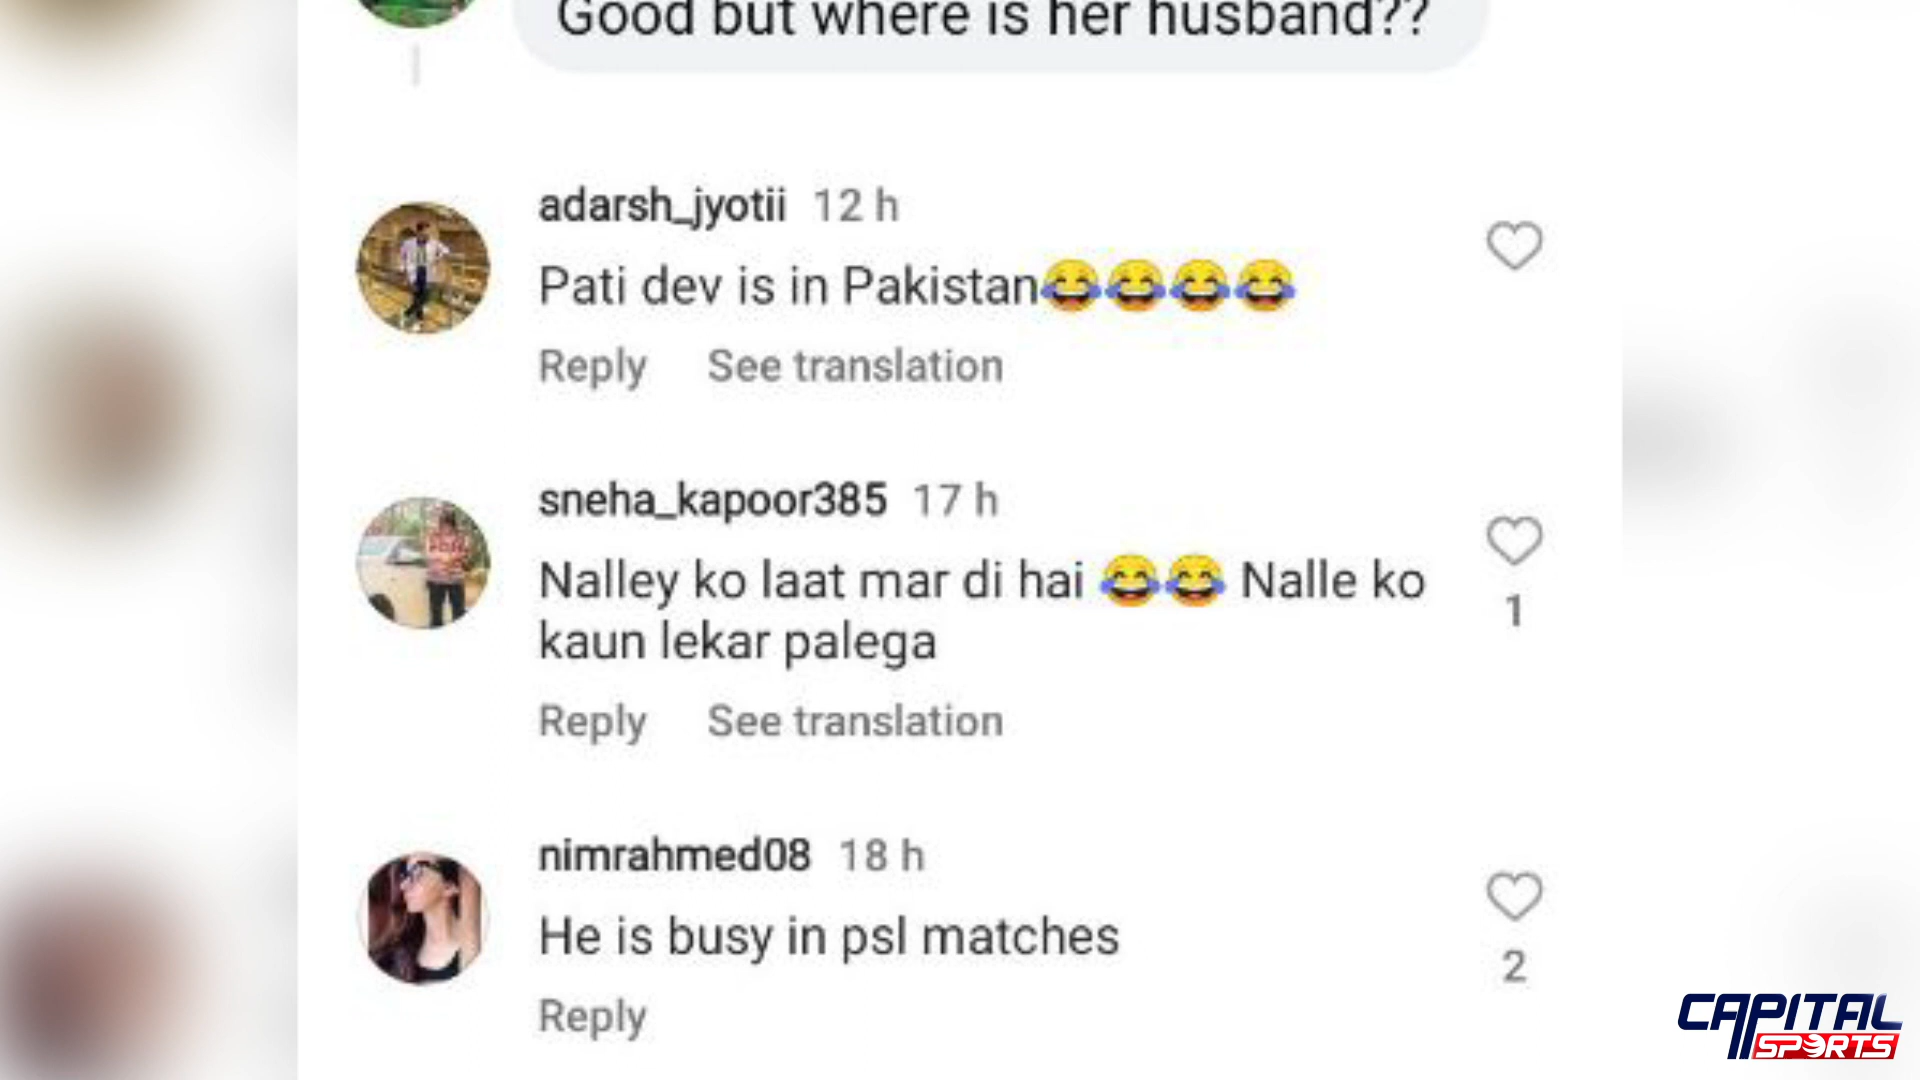 Good but where is her husband??
adarsh_jyotii 12 h
Pati dev is in Pakistan😂😂😂😂
Reply See translation
sneha_kapoor385 17 h
Nalley ko laat mar di hai 😂😂 Nalle ko
kaun lekar palega
1
Reply See translation
nimrahmed08 18 h
He is busy in psl matches
2
Reply
CAPITAL
SPORTS